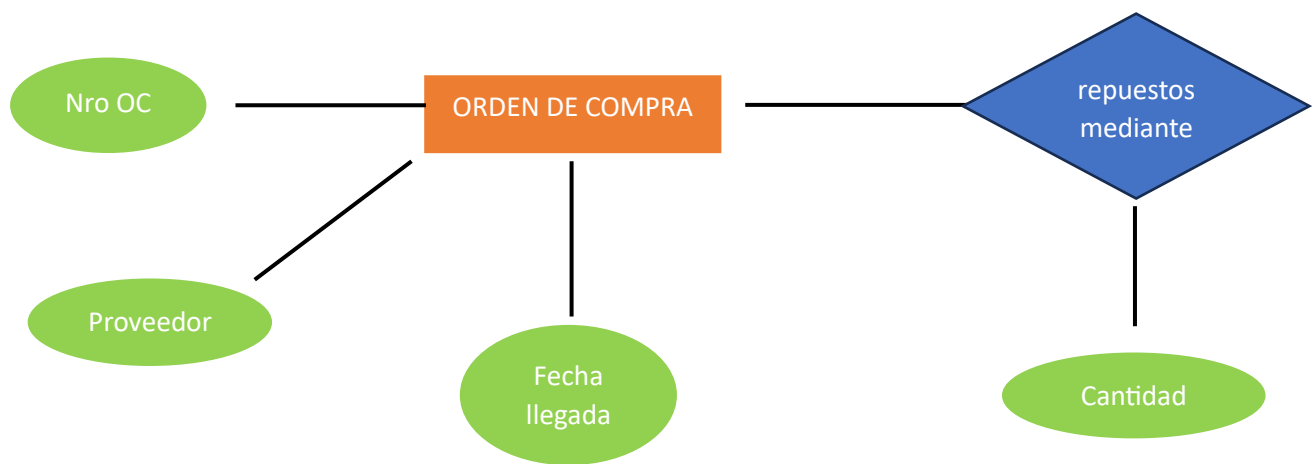 Nro OC
ORDEN DE COMPRA
repuestos
mediante
Proveedor
Fecha
llegada
Cantidad